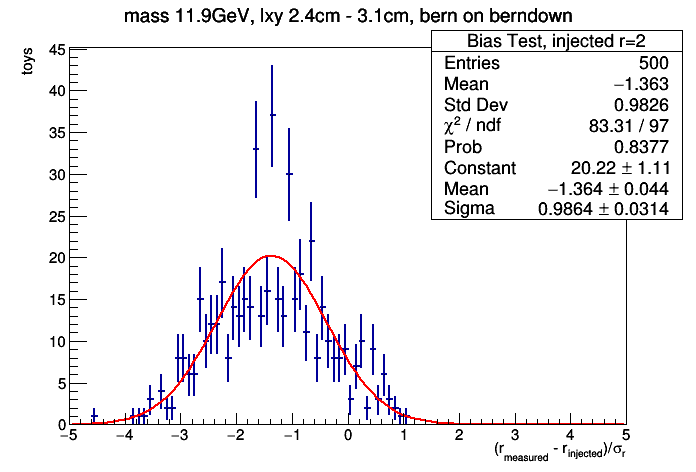 mass 11.9GeV, lxy 2.4cm - 3.1cm, bern on berndown
Bias Test, injected r=2
Entries 500
Mean −1.363
Std Dev 0.9826
χ² / ndf 83.31 / 97
Prob 0.8377
Constant 20.22 ± 1.11
Mean −1.364 ± 0.044
Sigma 0.9864 ± 0.0314
toys
45
40
35
30
25
20
15
10
5
0
−5 −4 −3 −2 −1 0 1 2 3 4 5
(r_measured - r_injected)/σ_r